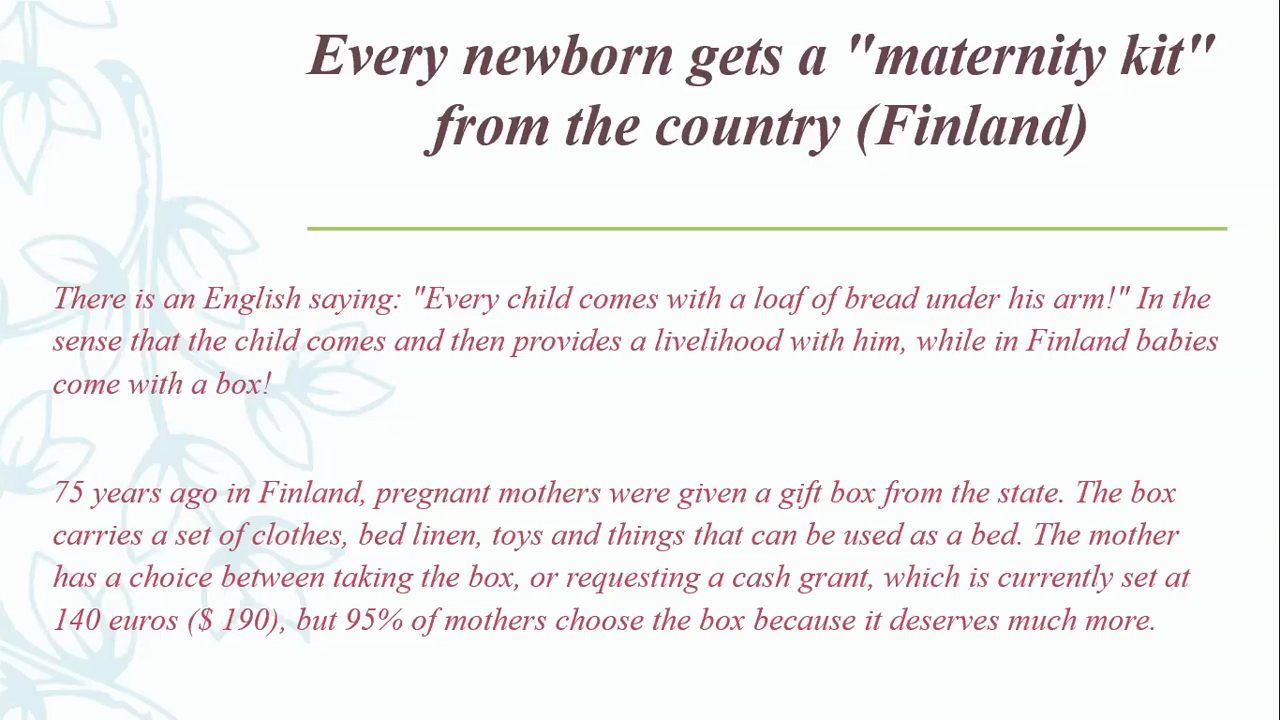 Every newborn gets a "maternity kit"
from the country (Finland)
There is an English saying: "Every child comes with a loaf of bread under his arm!" In the
sense that the child comes and then provides a livelihood with him, while in Finland babies
come with a box!
75 years ago in Finland, pregnant mothers were given a gift box from the state. The box
carries a set of clothes, bed linen, toys and things that can be used as a bed. The mother
has a choice between taking the box, or requesting a cash grant, which is currently set at
140 euros ($ 190), but 95% of mothers choose the box because it deserves much more.